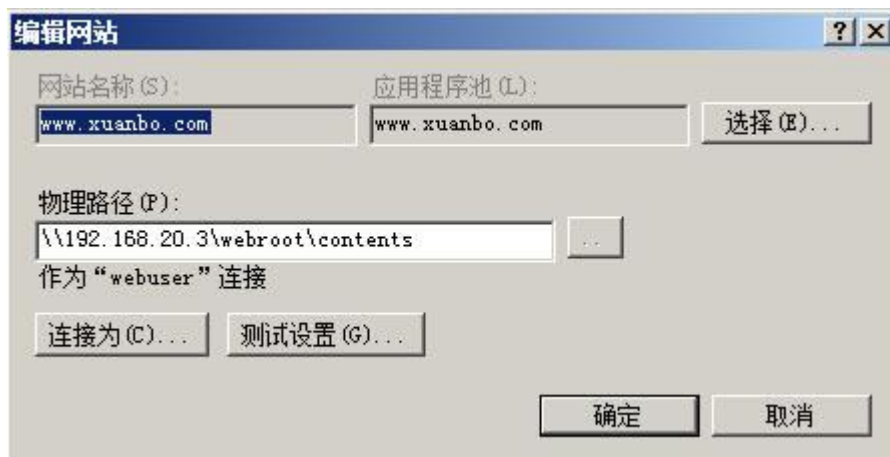 编辑网站
网站名称(S): 应用程序池(L):
www.xuanbo.com www.xuanbo.com 选择(E)...
物理路径(P):
\\192.168.20.3\webroot\contents ..
作为“webuser”连接
连接为(C)... 测试设置(G)...
确定 取消